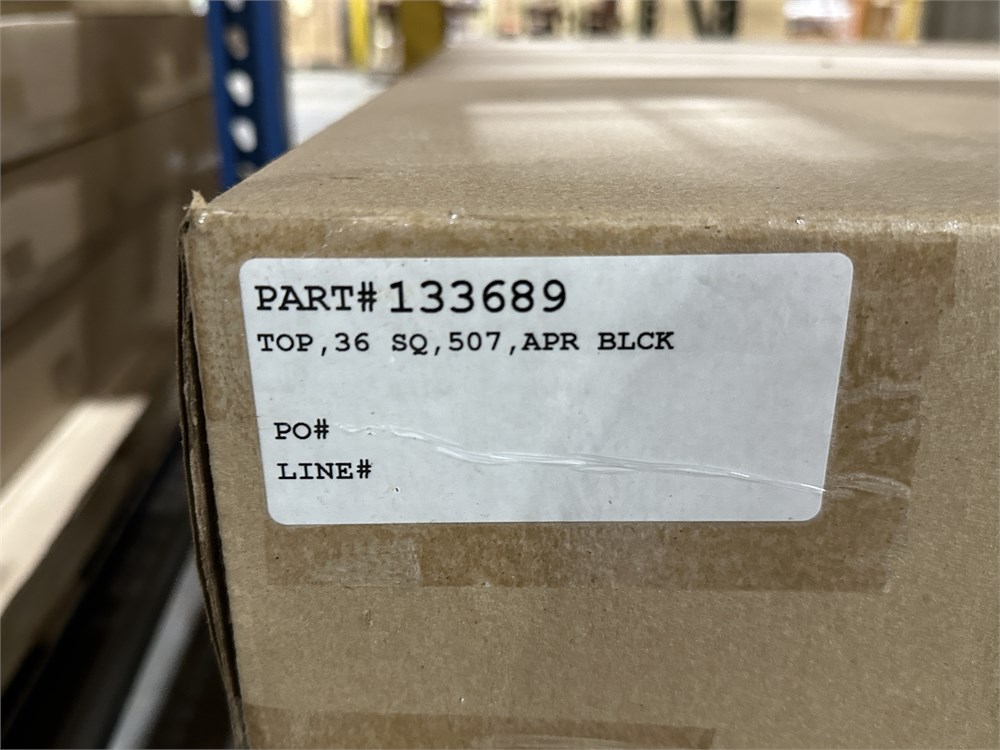 PART# 133689
TOP,36 SQ,507,APR BLCK
PO#
LINE#